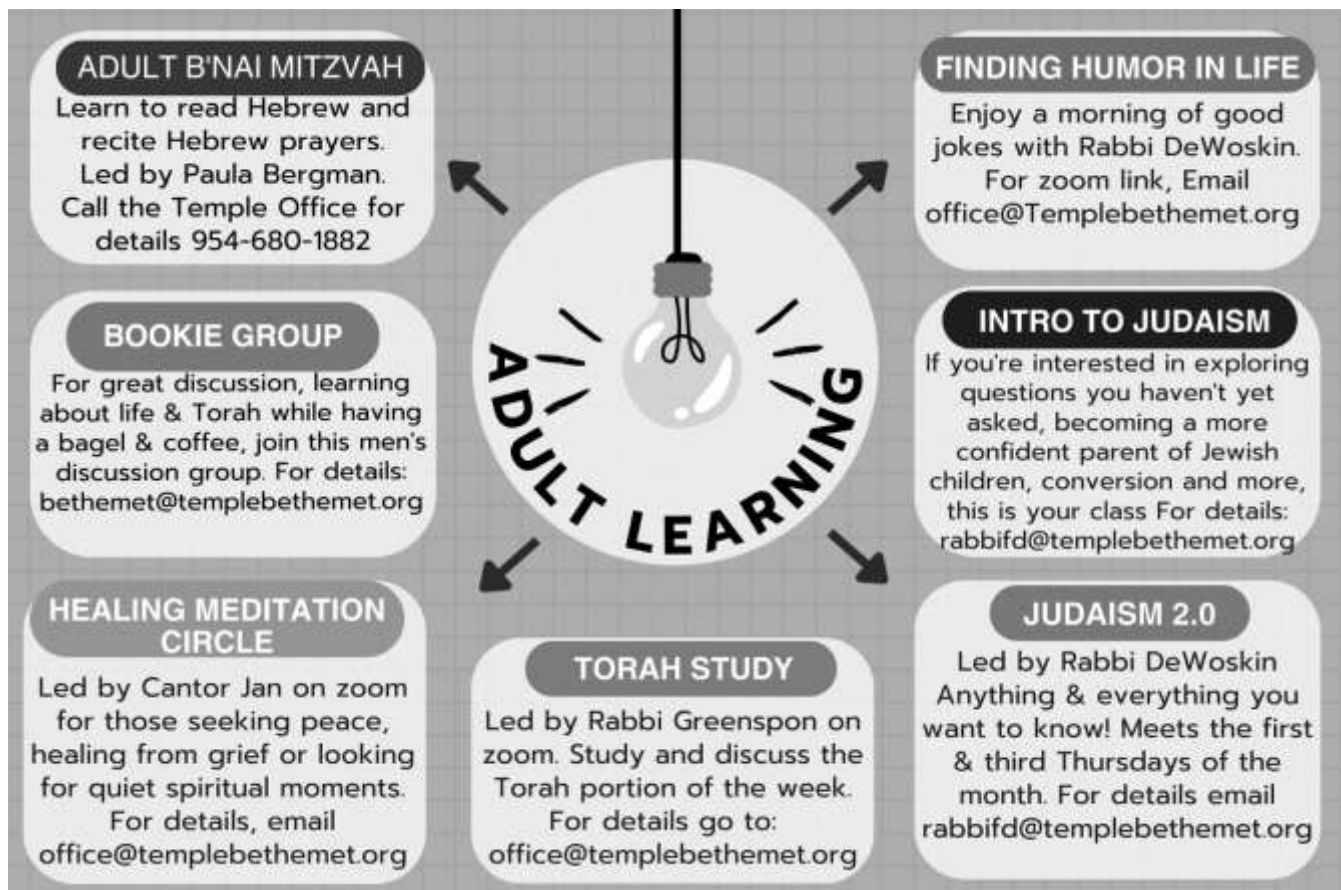 ADULT B'NAI MITZVAH
Learn to read Hebrew and
recite Hebrew prayers.
Led by Paula Bergman.
Call the Temple Office for
details 954-680-1882
BOOKIE GROUP
For great discussion, learning
about life & Torah while having
a bagel & coffee, join this men's
discussion group. For details:
bethemet@templebethemet.org
HEALING MEDITATION
CIRCLE
Led by Cantor Jan on zoom
for those seeking peace,
healing from grief or looking
for quiet spiritual moments.
For details, email
office@templebethemet.org
ADULT LEARNING
TORAH STUDY
Led by Rabbi Greenspon on
zoom. Study and discuss the
Torah portion of the week.
For details go to:
office@templebethemet.org
FINDING HUMOR IN LIFE
Enjoy a morning of good
jokes with Rabbi DeWoskin.
For zoom link, Email
office@Templebethemet.org
INTRO TO JUDAISM
If you're interested in exploring
questions you haven't yet
asked, becoming a more
confident parent of Jewish
children, conversion and more,
this is your class For details:
rabbifd@templebethemet.org
JUDAISM 2.0
Led by Rabbi DeWoskin
Anything & everything you
want to know! Meets the first
& third Thursdays of the
month. For details email
rabbifd@templebethemet.org